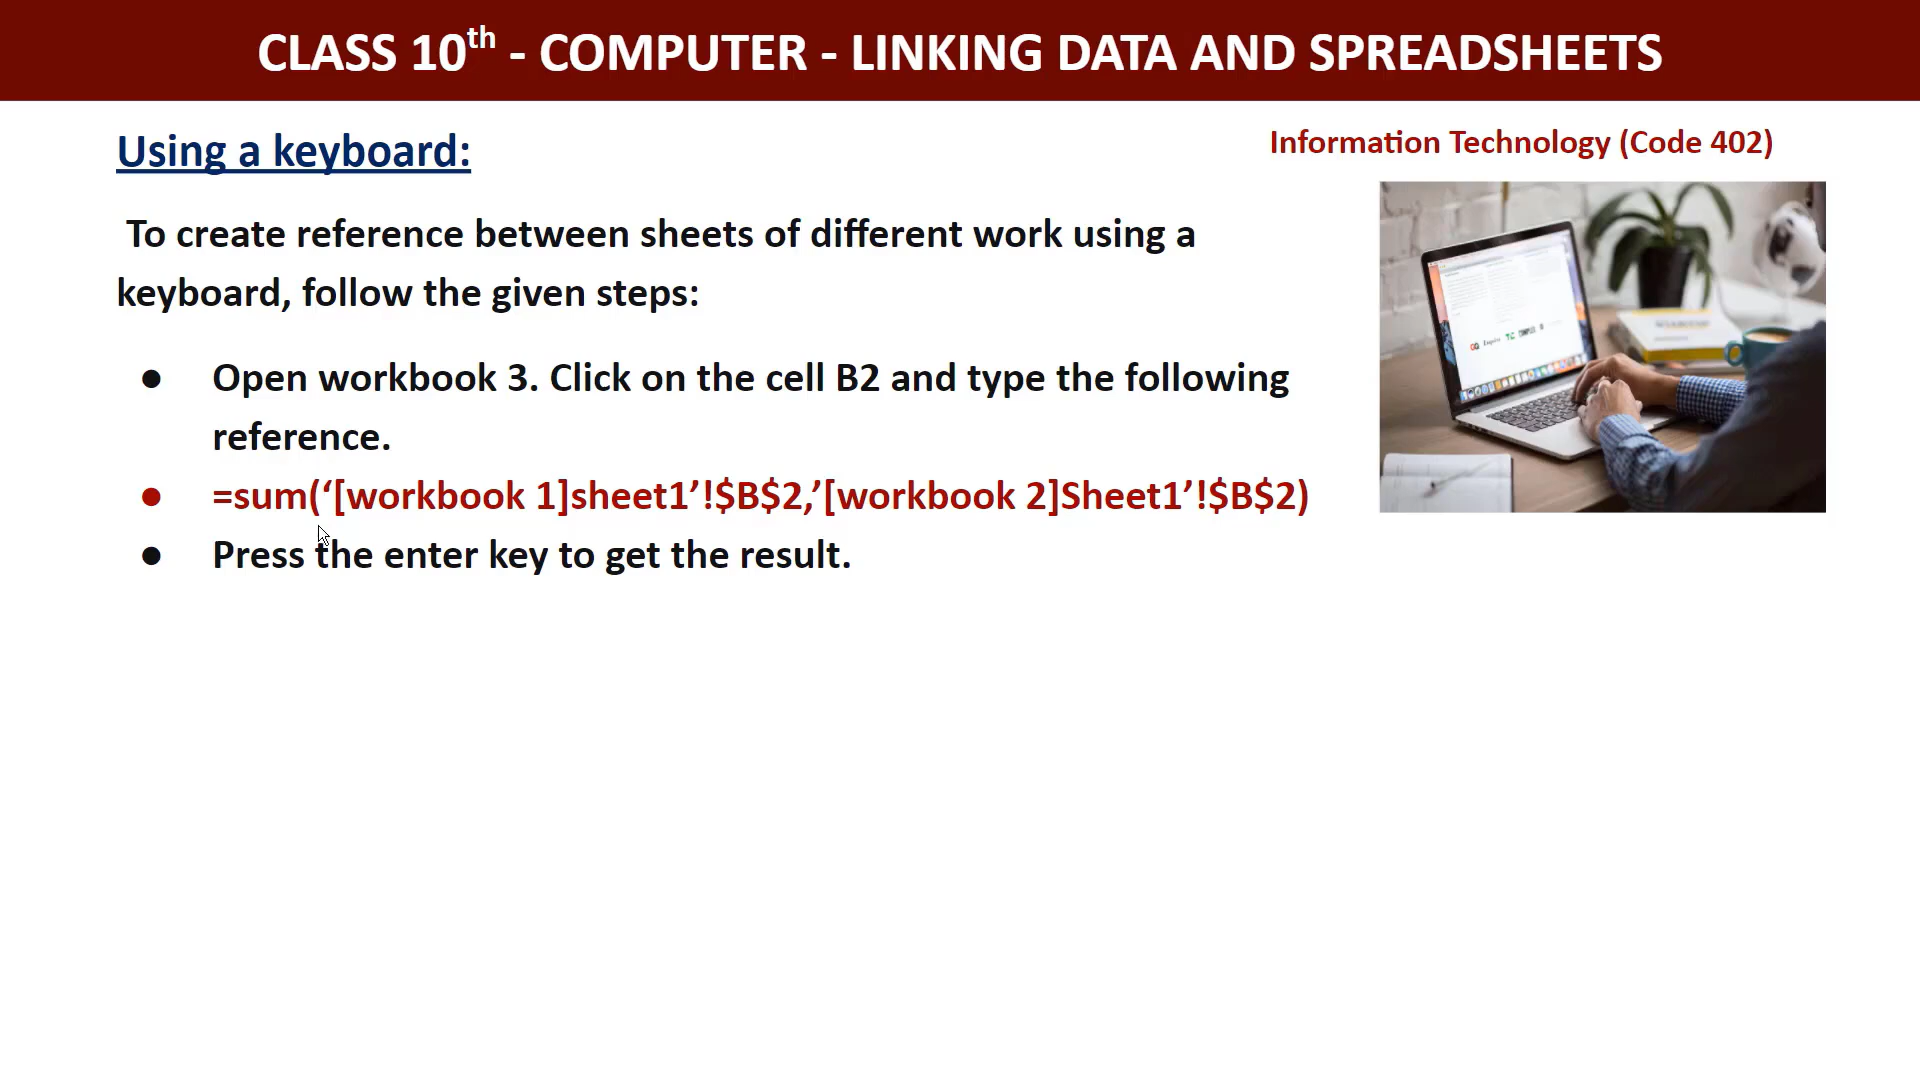 CLASS 10th - COMPUTER - LINKING DATA AND SPREADSHEETS
Using a keyboard:
Information Technology (Code 402)
To create reference between sheets of different work using a
keyboard, follow the given steps:
● Open workbook 3. Click on the cell B2 and type the following
reference.
● =sum(‘[workbook 1]sheet1’!$B$2,’[workbook 2]Sheet1’!$B$2)
● Press the enter key to get the result.